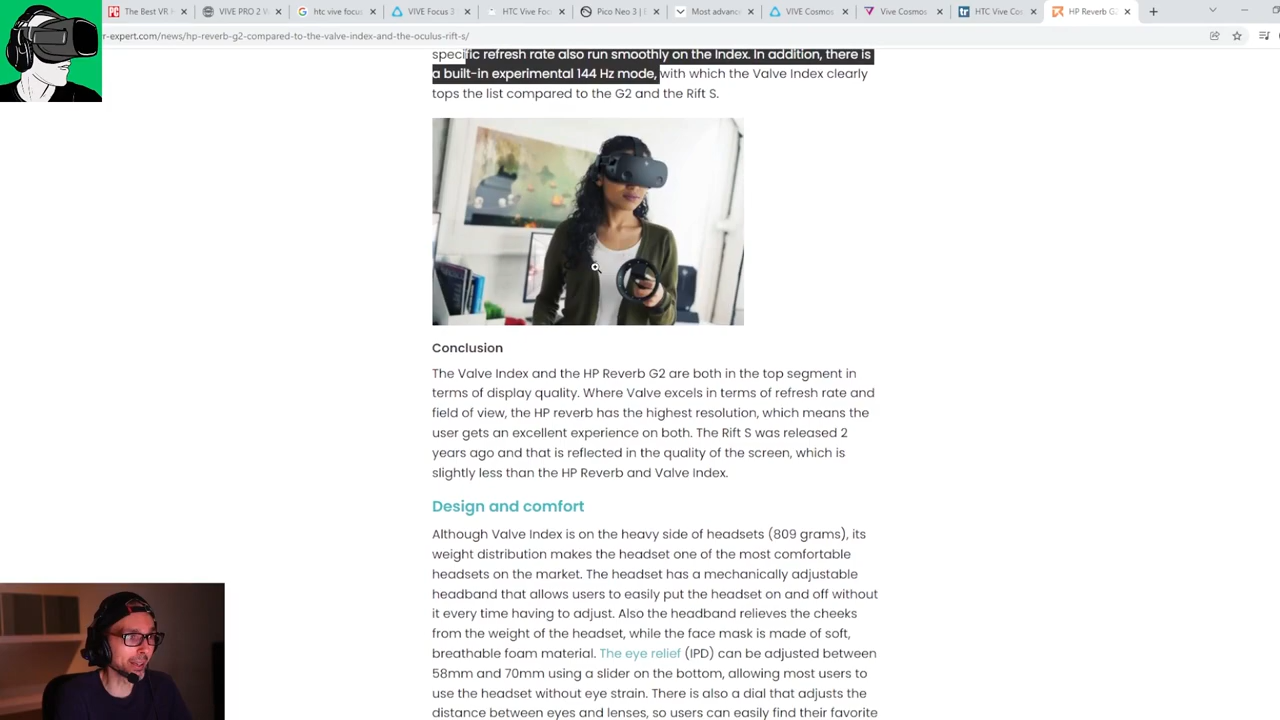 The Best VR H
VIVE PRO 2 V
htc vive focus
VIVE Focus 3
HTC Vive Foc
Pico Neo 3 | E
Most advanc
VIVE Cosmos
Vive Cosmos
HTC Vive Cos
HP Reverb G2
r-expert.com/news/hp-reverb-g2-compared-to-the-valve-index-and-the-oculus-rift-s/
specific refresh rate also run smoothly on the Index. In addition, there is
a built-in experimental 144 Hz mode, with which the Valve Index clearly
tops the list compared to the G2 and the Rift S.
Conclusion
The Valve Index and the HP Reverb G2 are both in the top segment in
terms of display quality. Where Valve excels in terms of refresh rate and
field of view, the HP reverb has the highest resolution, which means the
user gets an excellent experience on both. The Rift S was released 2
years ago and that is reflected in the quality of the screen, which is
slightly less than the HP Reverb and Valve Index.
Design and comfort
Although Valve Index is on the heavy side of headsets (809 grams), its
weight distribution makes the headset one of the most comfortable
headsets on the market. The headset has a mechanically adjustable
headband that allows users to easily put the headset on and off without
it every time having to adjust. Also the headband relieves the cheeks
from the weight of the headset, while the face mask is made of soft,
breathable foam material. The eye relief (IPD) can be adjusted between
58mm and 70mm using a slider on the bottom, allowing most users to
use the headset without eye strain. There is also a dial that adjusts the
distance between eyes and lenses, so users can easily find their favorite